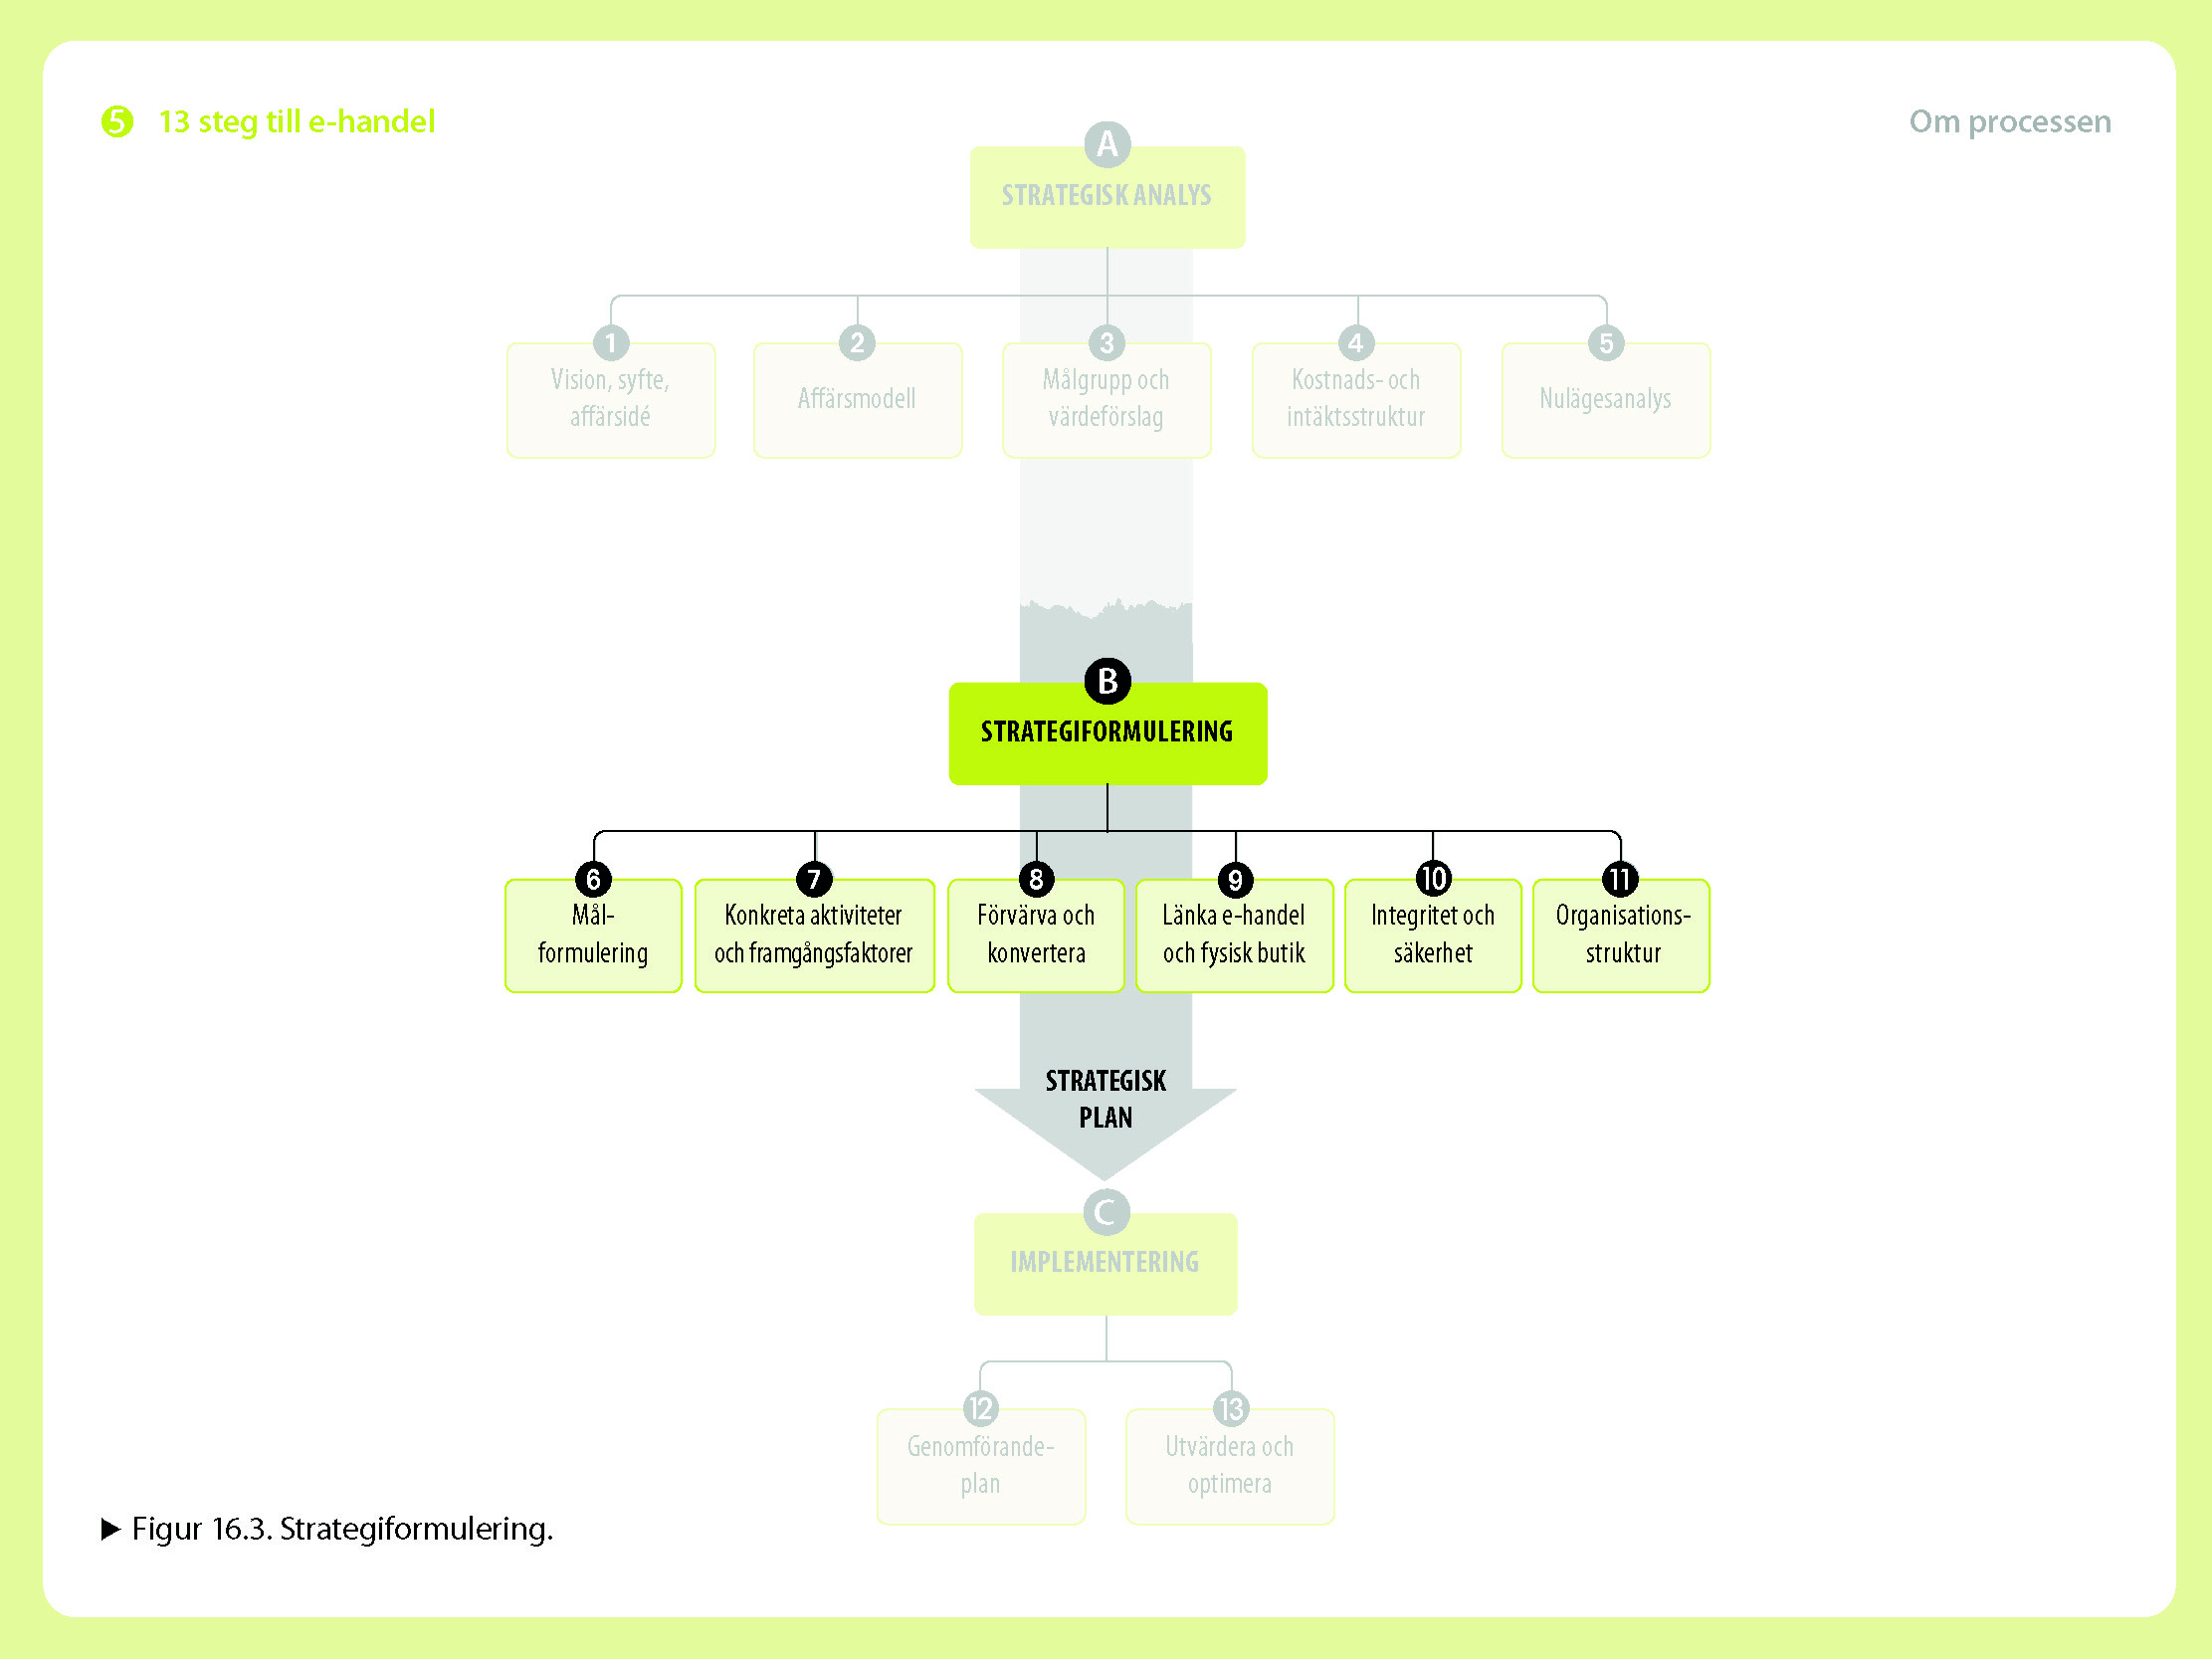 5 13 steg till e-handel
Om processen
A
STRATEGISK ANALYS
1
Vision, syfte,
affärsidé
2
Affärsmodell
3
Målgrupp och
värdeförslag
4
Kostnads- och
intäktsstruktur
5
Nulägesanalys
B
STRATEGIFORMULERING
6
Mål-
formulering
7
Konkreta aktiviteter
och framgångsfaktorer
8
Förvärva och
konvertera
9
Länka e-handel
och fysisk butik
10
Integritet och
säkerhet
11
Organisations-
struktur
STRATEGISK
PLAN
C
IMPLEMENTERING
12
Genomförande-
plan
13
Utvärdera och
optimera
▶ Figur 16.3. Strategiformulering.